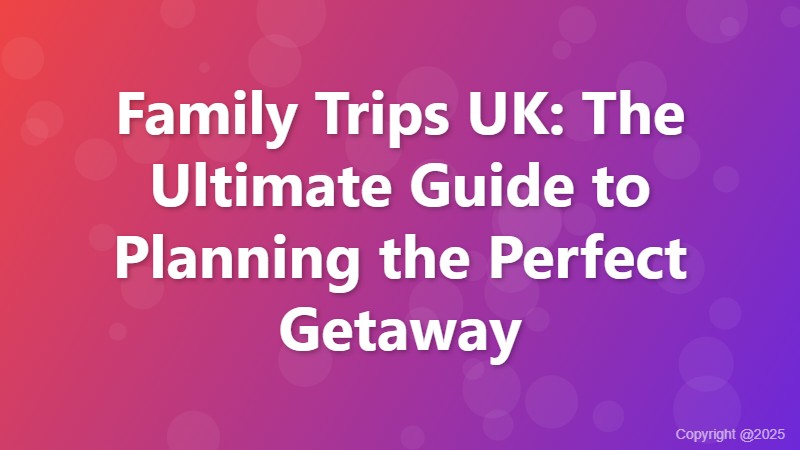 Family Trips UK: The
Ultimate Guide to
Planning the Perfect
Getaway
Copyright @2025